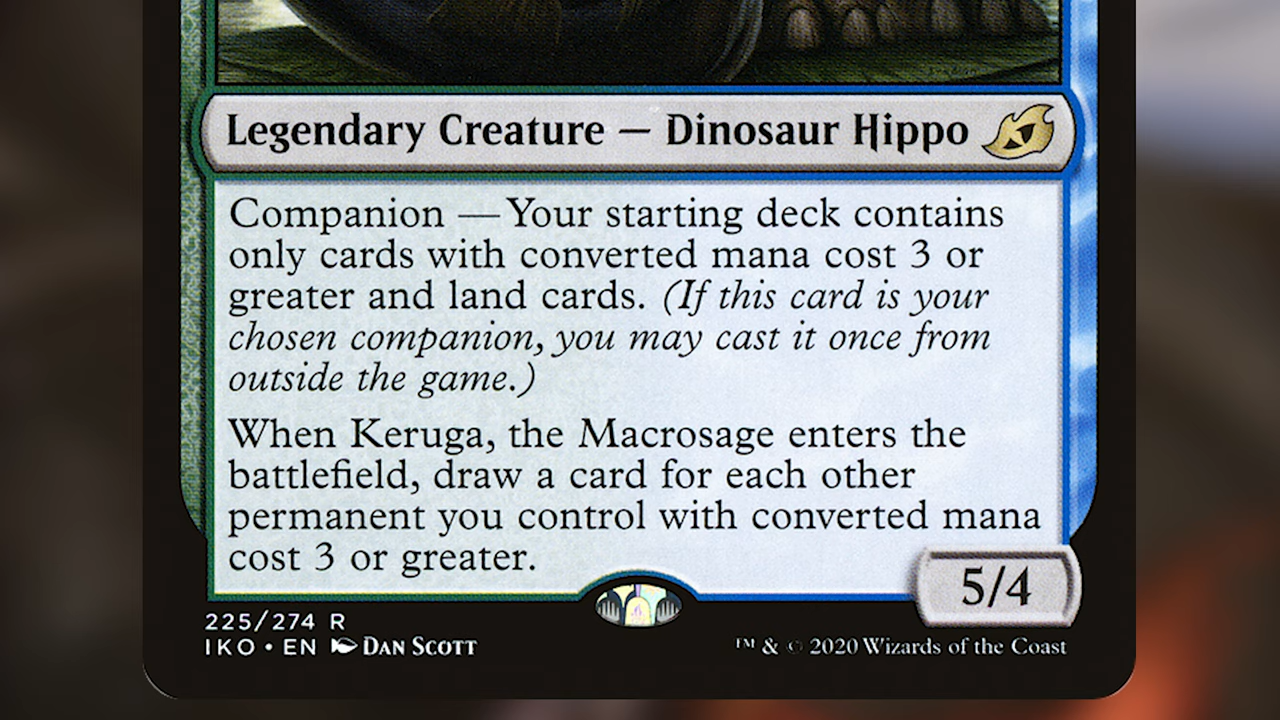 Legendary Creature — Dinosaur Hippo
Companion — Your starting deck contains
only cards with converted mana cost 3 or
greater and land cards. (If this card is your
chosen companion, you may cast it once from
outside the game.)
When Keruga, the Macrosage enters the
battlefield, draw a card for each other
permanent you control with converted mana
cost 3 or greater.
5/4
225/274 R
IKO • EN DAN SCOTT
™ & © 2020 Wizards of the Coast